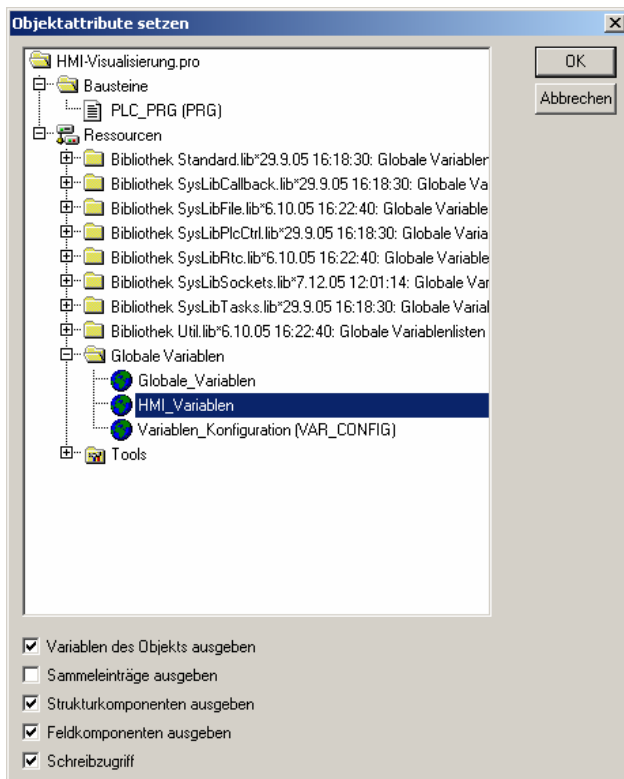 Objektattribute setzen
HMI-Visualisierung.pro
OK
Bausteine
Abbrechen
PLC_PRG (PRG)
Ressourcen
Bibliothek Standard.lib*29.9.05 16:18:30: Globale Variablen
Bibliothek SysLibCallback.lib*29.9.05 16:18:30: Globale Va
Bibliothek SysLibFile.lib*6.10.05 16:22:40: Globale Variable
Bibliothek SysLibPlcCtrl.lib*29.9.05 16:18:30: Globale Varia
Bibliothek SysLibRtc.lib*6.10.05 16:22:40: Globale Variable
Bibliothek SysLibSockets.lib*7.12.05 12:01:14: Globale Var
Bibliothek SysLibTasks.lib*29.9.05 16:18:30: Globale Varial
Bibliothek Util.lib*6.10.05 16:22:40: Globale Variablenlisten
Globale Variablen
Globale_Variablen
HMI_Variablen
Variablen_Konfiguration (VAR_CONFIG)
Tools
Variablen des Objekts ausgeben
Sammeleinträge ausgeben
Strukturkomponenten ausgeben
Feldkomponenten ausgeben
Schreibzugriff